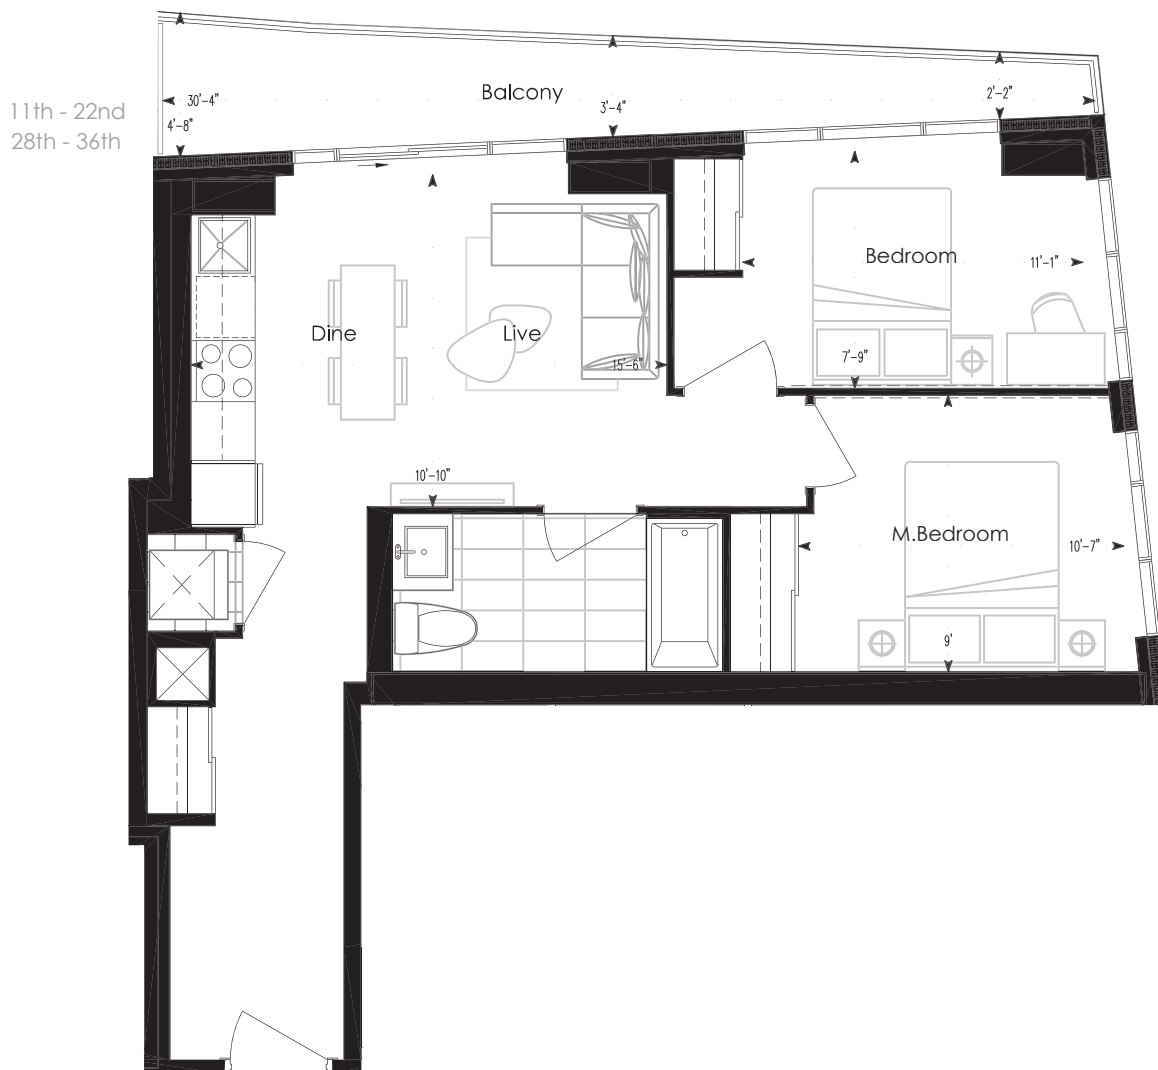 Balcony
11th - 22nd
28th - 36th
30'-4"
4'-8"
3'-4"
2'-2"
Bedroom
11'-1"
Dine
Live
15'-6"
7'-9"
10'-10"
M.Bedroom
10'-7"
9'